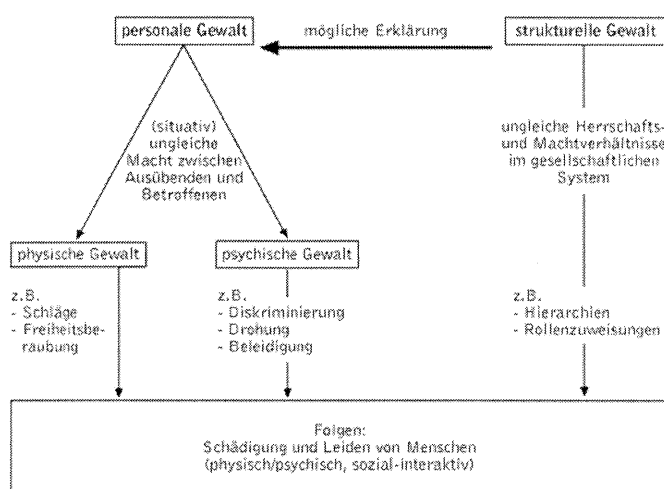 personale Gewalt
mögliche Erklärung
strukturelle Gewalt
(situativ)
ungleiche
Macht zwischen
Ausübenden und
Betroffenen
ungleiche Herrschafts-
und Machtverhältnisse
im gesellschaftlichen
System
physische Gewalt
psychische Gewalt
z.B.
- Schläge
- Freiheitsbe-
raubung
z.B.
- Diskriminierung
- Drohung
- Beleidigung
z.B.
- Hierarchien
- Rollenzuweisungen
Folgen:
Schädigung und Leiden von Menschen
(physisch/psychisch, sozial-interaktiv)